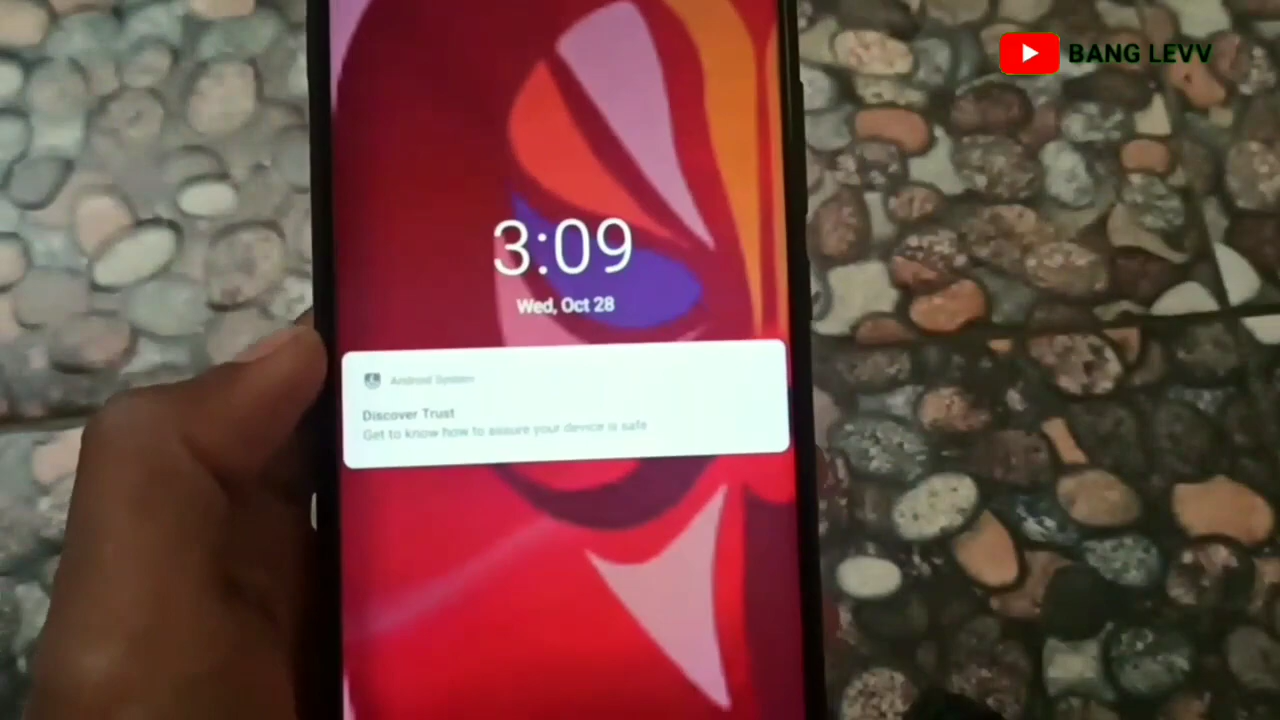 BANG LEVV
3:09
Wed, Oct 28
Android System
Discover Trust
Get to know how to assure your device is safe